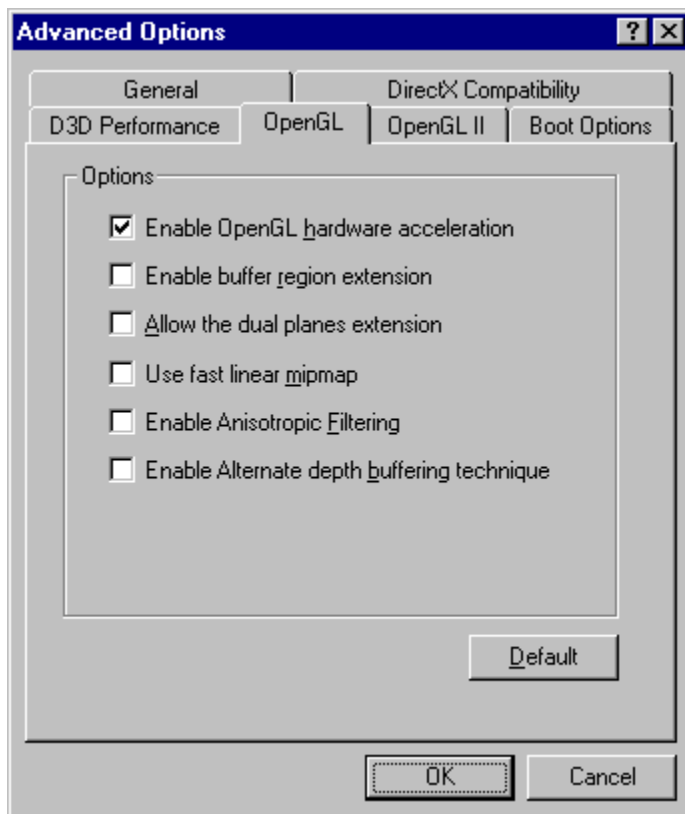 Advanced Options
General DirectX Compatibility
D3D Performance OpenGL OpenGL II Boot Options
Options
Enable OpenGL hardware acceleration
Enable buffer region extension
Allow the dual planes extension
Use fast linear mipmap
Enable Anisotropic Filtering
Enable Alternate depth buffering technique
Default
OK Cancel